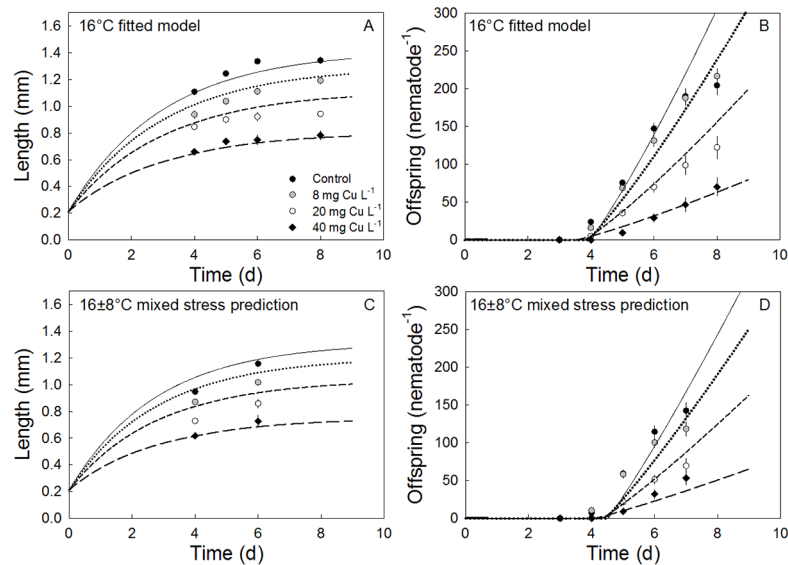 16°C fitted model A
Length (mm)
1.6
1.4
1.2
1.0
0.8
0.6
0.4
0.2
0.0
Control
8 mg Cu L-1
20 mg Cu L-1
40 mg Cu L-1
0 2 4 6 8 10
Time (d)
16°C fitted model B
Offspring (nematode-1)
300
250
200
150
100
50
0
0 2 4 6 8 10
Time (d)
16±8°C mixed stress prediction C
Length (mm)
1.6
1.4
1.2
1.0
0.8
0.6
0.4
0.2
0.0
0 2 4 6 8 10
Time (d)
16±8°C mixed stress prediction D
Offspring (nematode-1)
300
250
200
150
100
50
0
0 2 4 6 8 10
Time (d)